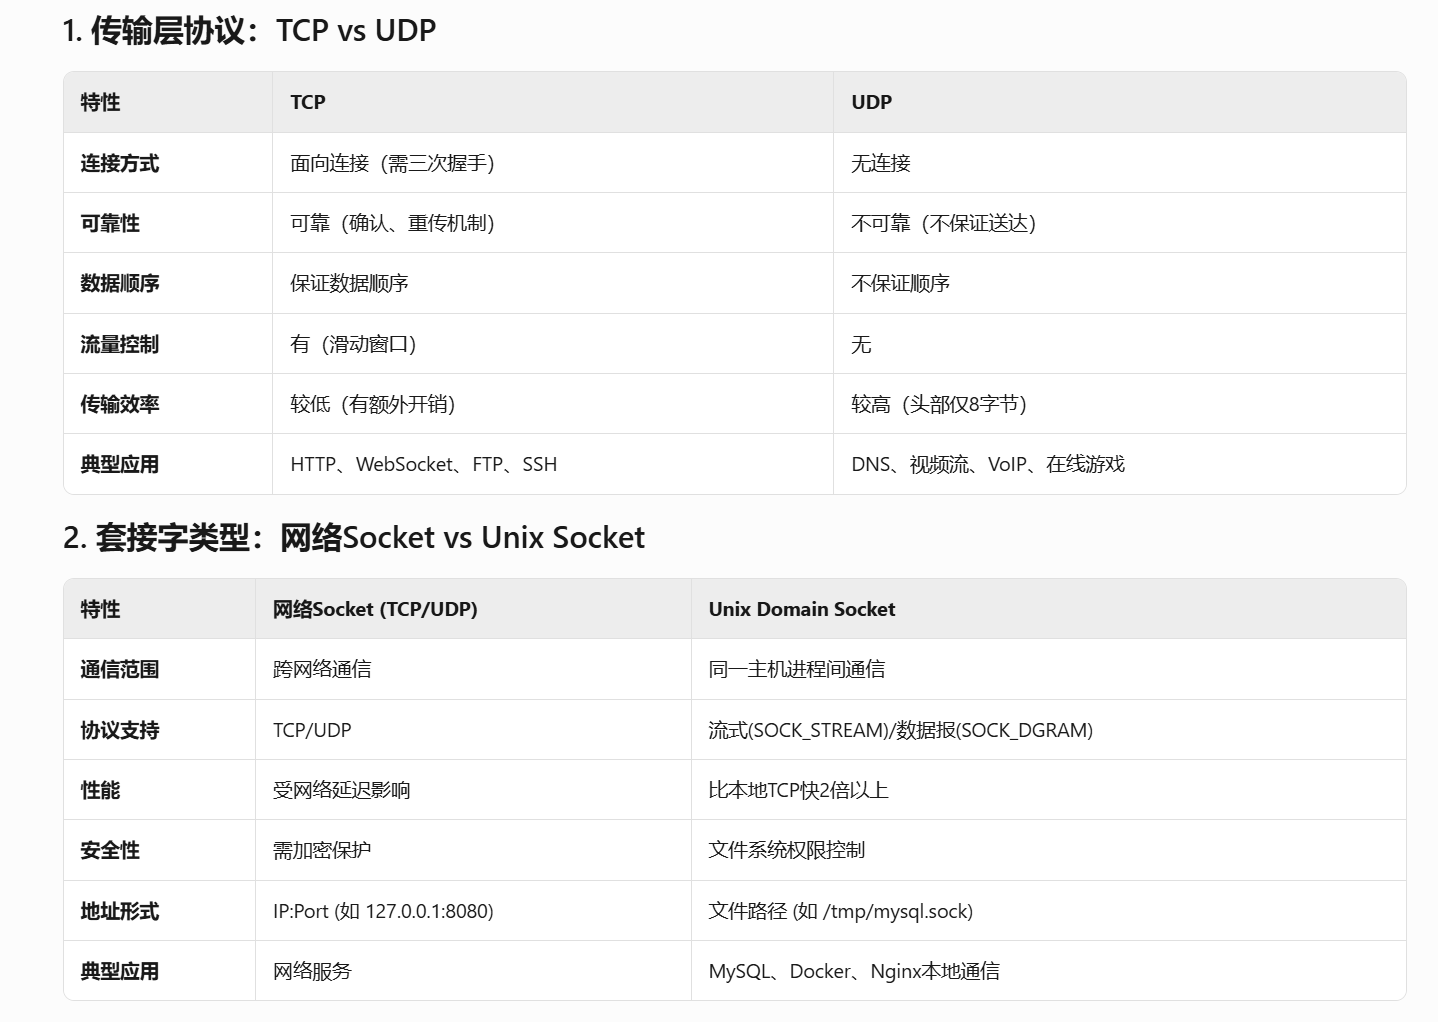 1. 传输层协议：TCP vs UDP
特性 TCP UDP
连接方式 面向连接（需三次握手） 无连接
可靠性 可靠（确认、重传机制） 不可靠（不保证送达）
数据顺序 保证数据顺序 不保证顺序
流量控制 有（滑动窗口） 无
传输效率 较低（有额外开销） 较高（头部仅8字节）
典型应用 HTTP、WebSocket、FTP、SSH DNS、视频流、VoIP、在线游戏
2. 套接字类型：网络Socket vs Unix Socket
特性 网络Socket (TCP/UDP) Unix Domain Socket
通信范围 跨网络通信 同一主机进程间通信
协议支持 TCP/UDP 流式(SOCK_STREAM)/数据报(SOCK_DGRAM)
性能 受网络延迟影响 比本地TCP快2倍以上
安全性 需加密保护 文件系统权限控制
地址形式 IP:Port (如 127.0.0.1:8080) 文件路径 (如 /tmp/mysql.sock)
典型应用 网络服务 MySQL、Docker、Nginx本地通信